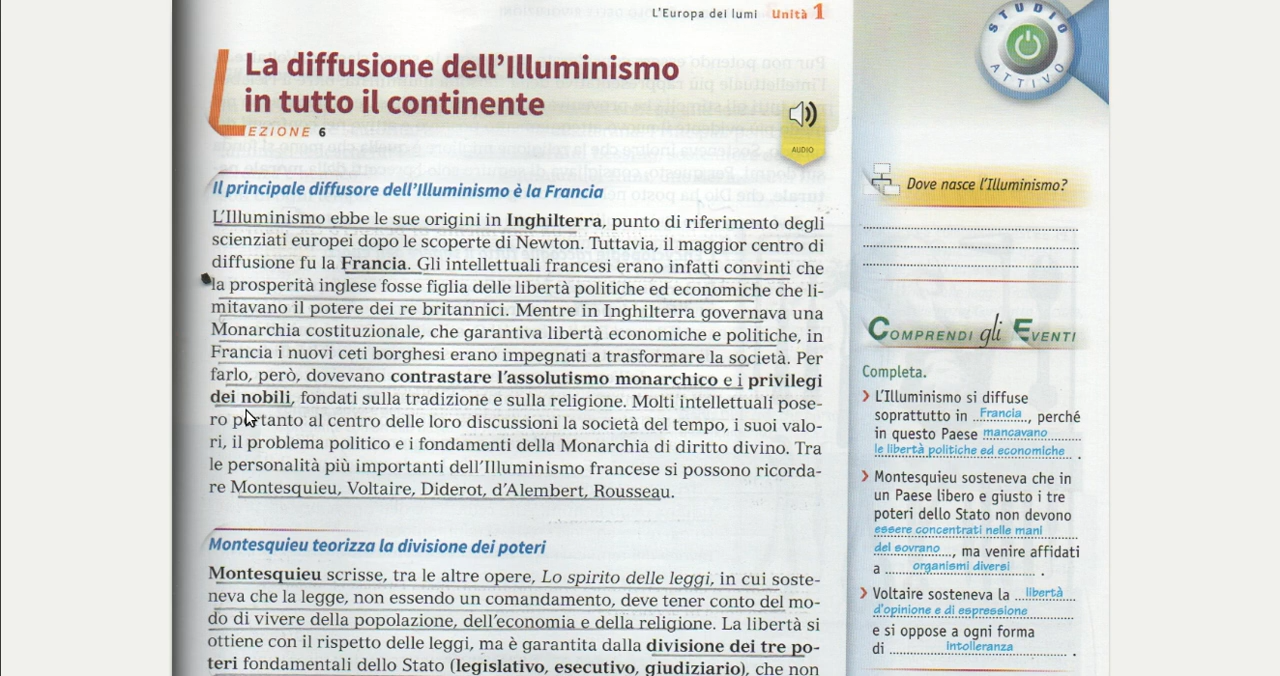 L'Europa dei lumi Unità 1
La diffusione dell'Illuminismo
in tutto il continente
LEZIONE 6
AUDIO
Il principale diffusore dell'Illuminismo è la Francia
L'Illuminismo ebbe le sue origini in Inghilterra, punto di riferimento degli
scienziati europei dopo le scoperte di Newton. Tuttavia, il maggior centro di
diffusione fu la Francia. Gli intellettuali francesi erano infatti convinti che
la prosperità inglese fosse figlia delle libertà politiche ed economiche che li-
mitavano il potere dei re britannici. Mentre in Inghilterra governava una
Monarchia costituzionale, che garantiva libertà economiche e politiche, in
Francia i nuovi ceti borghesi erano impegnati a trasformare la società. Per
farlo, però, dovevano contrastare l'assolutismo monarchico e i privilegi
dei nobili, fondati sulla tradizione e sulla religione. Molti intellettuali pose-
ro pertanto al centro delle loro discussioni la società del tempo, i suoi valo-
ri, il problema politico e i fondamenti della Monarchia di diritto divino. Tra
le personalità più importanti dell'Illuminismo francese si possono ricorda-
re Montesquieu, Voltaire, Diderot, d'Alembert, Rousseau.
Montesquieu teorizza la divisione dei poteri
Montesquieu scrisse, tra le altre opere, Lo spirito delle leggi, in cui soste-
neva che la legge, non essendo un comandamento, deve tener conto del mo-
do di vivere della popolazione, dell'economia e della religione. La libertà si
ottiene con il rispetto delle leggi, ma è garantita dalla divisione dei tre po-
teri fondamentali dello Stato (legislativo, esecutivo, giudiziario), che non
STUDIO
ATTIVO
Dove nasce l'Illuminismo?
COMPRENDI gli EVENTI
Completa.
L'Illuminismo si diffuse
soprattutto in Francia, perché
in questo Paese mancavano
le libertà politiche ed economiche.
Montesquieu sosteneva che in
un Paese libero e giusto i tre
poteri dello Stato non devono
essere concentrati nelle mani
del sovrano, ma venire affidati
a organismi diversi.
Voltaire sosteneva la libertà
d'opinione e di espressione
e si oppose a ogni forma
di intolleranza.